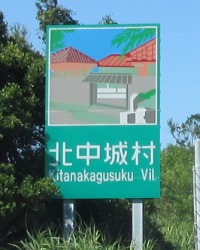 北中城村
Kitanakagusuku Vil.